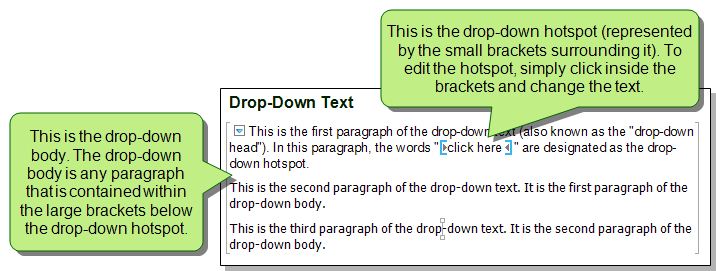 This is the drop-down hotspot (represented
by the small brackets surrounding it). To
edit the hotspot, simply click inside the
brackets and change the text.
Drop-Down Text
This is the first paragraph of the drop-down text (also known as the "drop-down
head"). In this paragraph, the words "click here" are designated as the drop-
down hotspot.
This is the second paragraph of the drop-down text. It is the first paragraph of the
drop-down body.
This is the third paragraph of the drop-down text. It is the second paragraph of the
drop-down body.
This is the drop-down
body. The drop-down
body is any paragraph
that is contained within
the large brackets below
the drop-down hotspot.